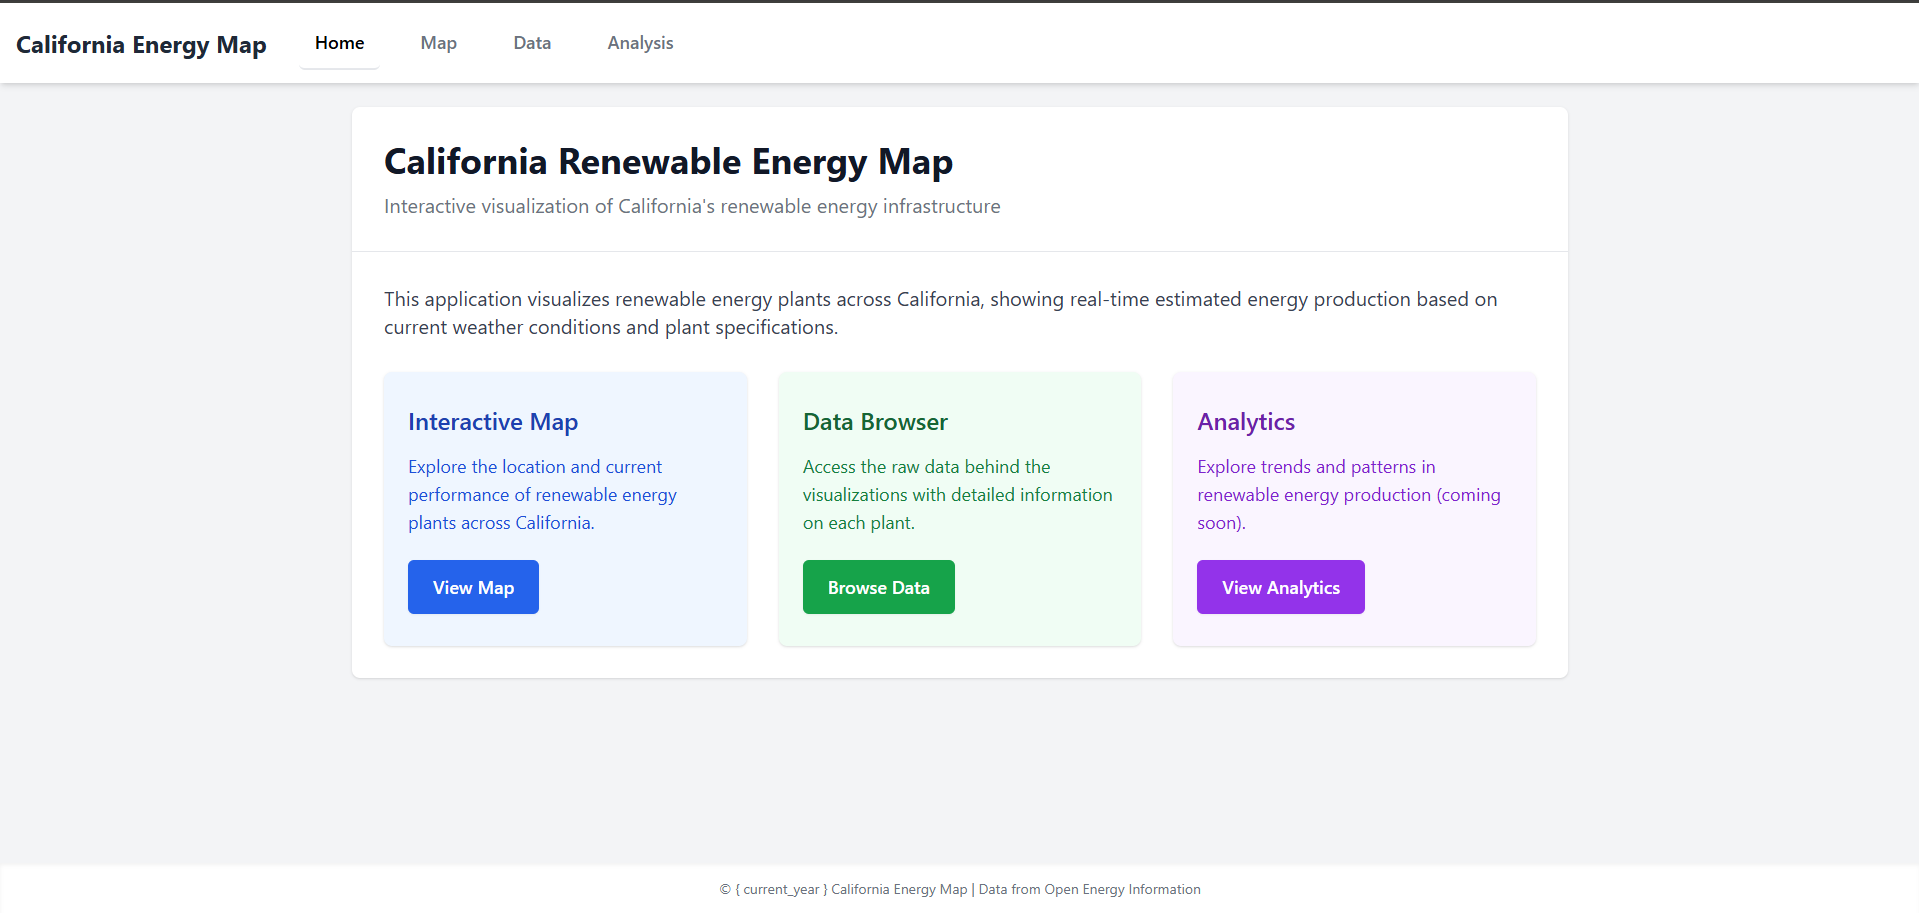 California Energy Map Home Map Data Analysis
California Renewable Energy Map
Interactive visualization of California's renewable energy infrastructure
This application visualizes renewable energy plants across California, showing real-time estimated energy production based on
current weather conditions and plant specifications.
Interactive Map
Explore the location and current
performance of renewable energy
plants across California.
View Map
Data Browser
Access the raw data behind the
visualizations with detailed information
on each plant.
Browse Data
Analytics
Explore trends and patterns in
renewable energy production (coming
soon).
View Analytics
© { current_year } California Energy Map | Data from Open Energy Information